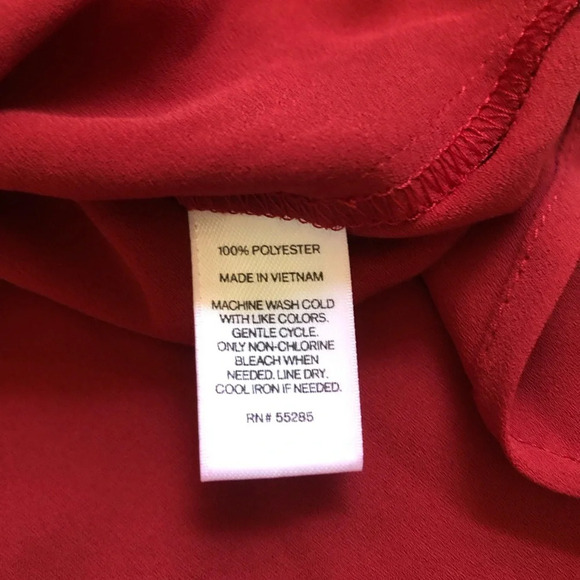 100% POLYESTER
MADE IN VIETNAM
MACHINE WASH COLD
WITH LIKE COLORS.
GENTLE CYCLE.
ONLY NON-CHLORINE
BLEACH WHEN
NEEDED. LINE DRY.
COOL IRON IF NEEDED.
RN# 55285